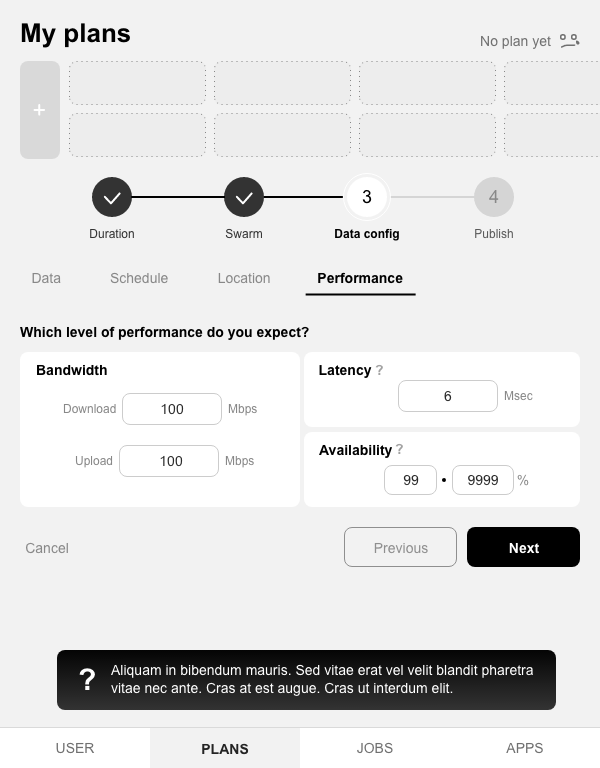 My plans
No plan yet
+
3
4
Duration
Swarm
Data config
Publish
Data
Schedule
Location
Performance
Which level of performance do you expect?
Bandwidth
Download 100 Mbps
Upload 100 Mbps
Latency ?
6 Msec
Availability ?
99 • 9999 %
Cancel
Previous
Next
? Aliquam in bibendum mauris. Sed vitae erat vel velit blandit pharetra
vitae nec ante. Cras at est augue. Cras ut interdum elit.
USER
PLANS
JOBS
APPS